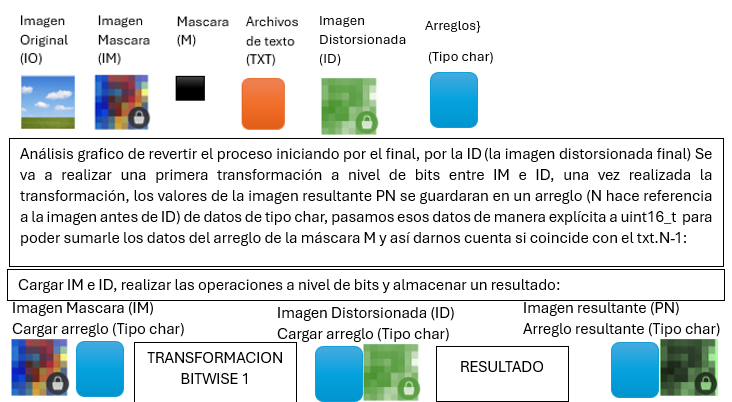 Imagen
Original
(IO)
Imagen
Mascara
(IM)
Mascara
(M)
Archivos
de texto
(TXT)
Imagen
Distorsionada
(ID)
Arreglos}
(Tipo char)
Análisis grafico de revertir el proceso iniciando por el final, por la ID (la imagen distorsionada final) Se
va a realizar una primera transformación a nivel de bits entre IM e ID, una vez realizada la
transformación, los valores de la imagen resultante PN se guardaran en un arreglo (N hace referencia
a la imagen antes de ID) de datos de tipo char, pasamos esos datos de manera explícita a uint16_t para
poder sumarle los datos del arreglo de la máscara M y así darnos cuenta si coincide con el txt.N-1:
Cargar IM e ID, realizar las operaciones a nivel de bits y almacenar un resultado:
Imagen Mascara (IM)
Cargar arreglo (Tipo char)
Imagen Distorsionada (ID)
Cargar arreglo (Tipo char)
Imagen resultante (PN)
Arreglo resultante (Tipo char)
TRANSFORMACION
BITWISE 1
RESULTADO